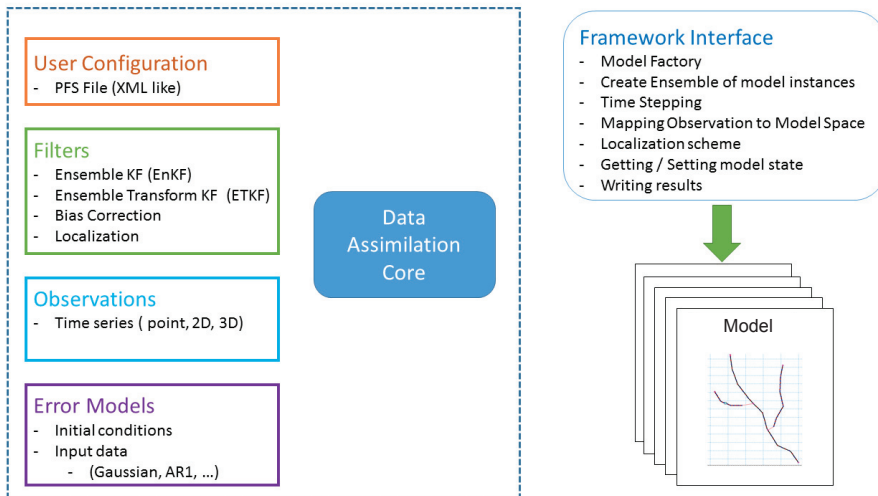 User Configuration
- PFS File (XML like)
Filters
- Ensemble KF (EnKF)
- Ensemble Transform KF (ETKF)
- Bias Correction
- Localization
Observations
- Time series ( point, 2D, 3D)
Error Models
- Initial conditions
- Input data
- (Gaussian, AR1, ...)
Data
Assimilation
Core
Framework Interface
- Model Factory
- Create Ensemble of model instances
- Time Stepping
- Mapping Observation to Model Space
- Localization scheme
- Getting / Setting model state
- Writing results
Model